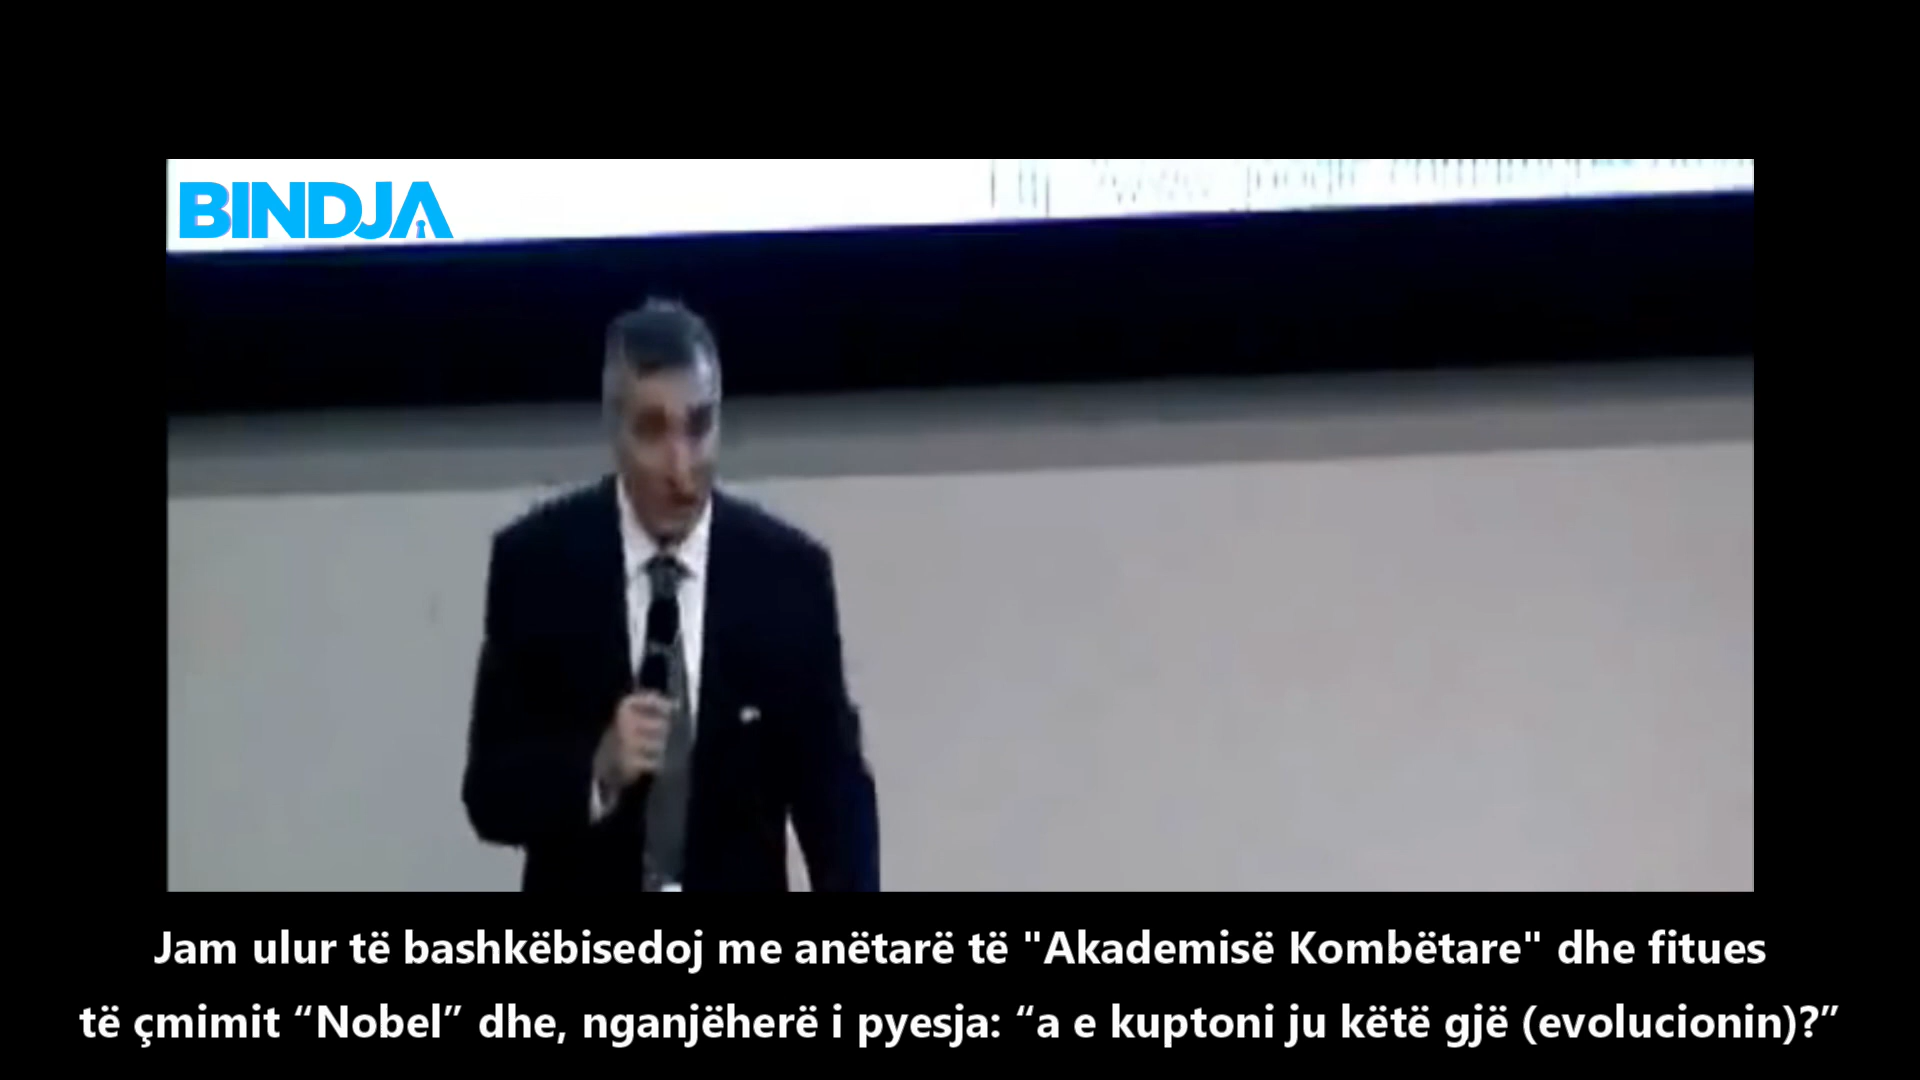 BINDJA
Jam ulur të bashkëbisedoj me anëtarë të "Akademisë Kombëtare" dhe fitues
të çmimit “Nobel” dhe, nganjëherë i pyesja: “a e kuptoni ju këtë gjë (evolucionin)?”